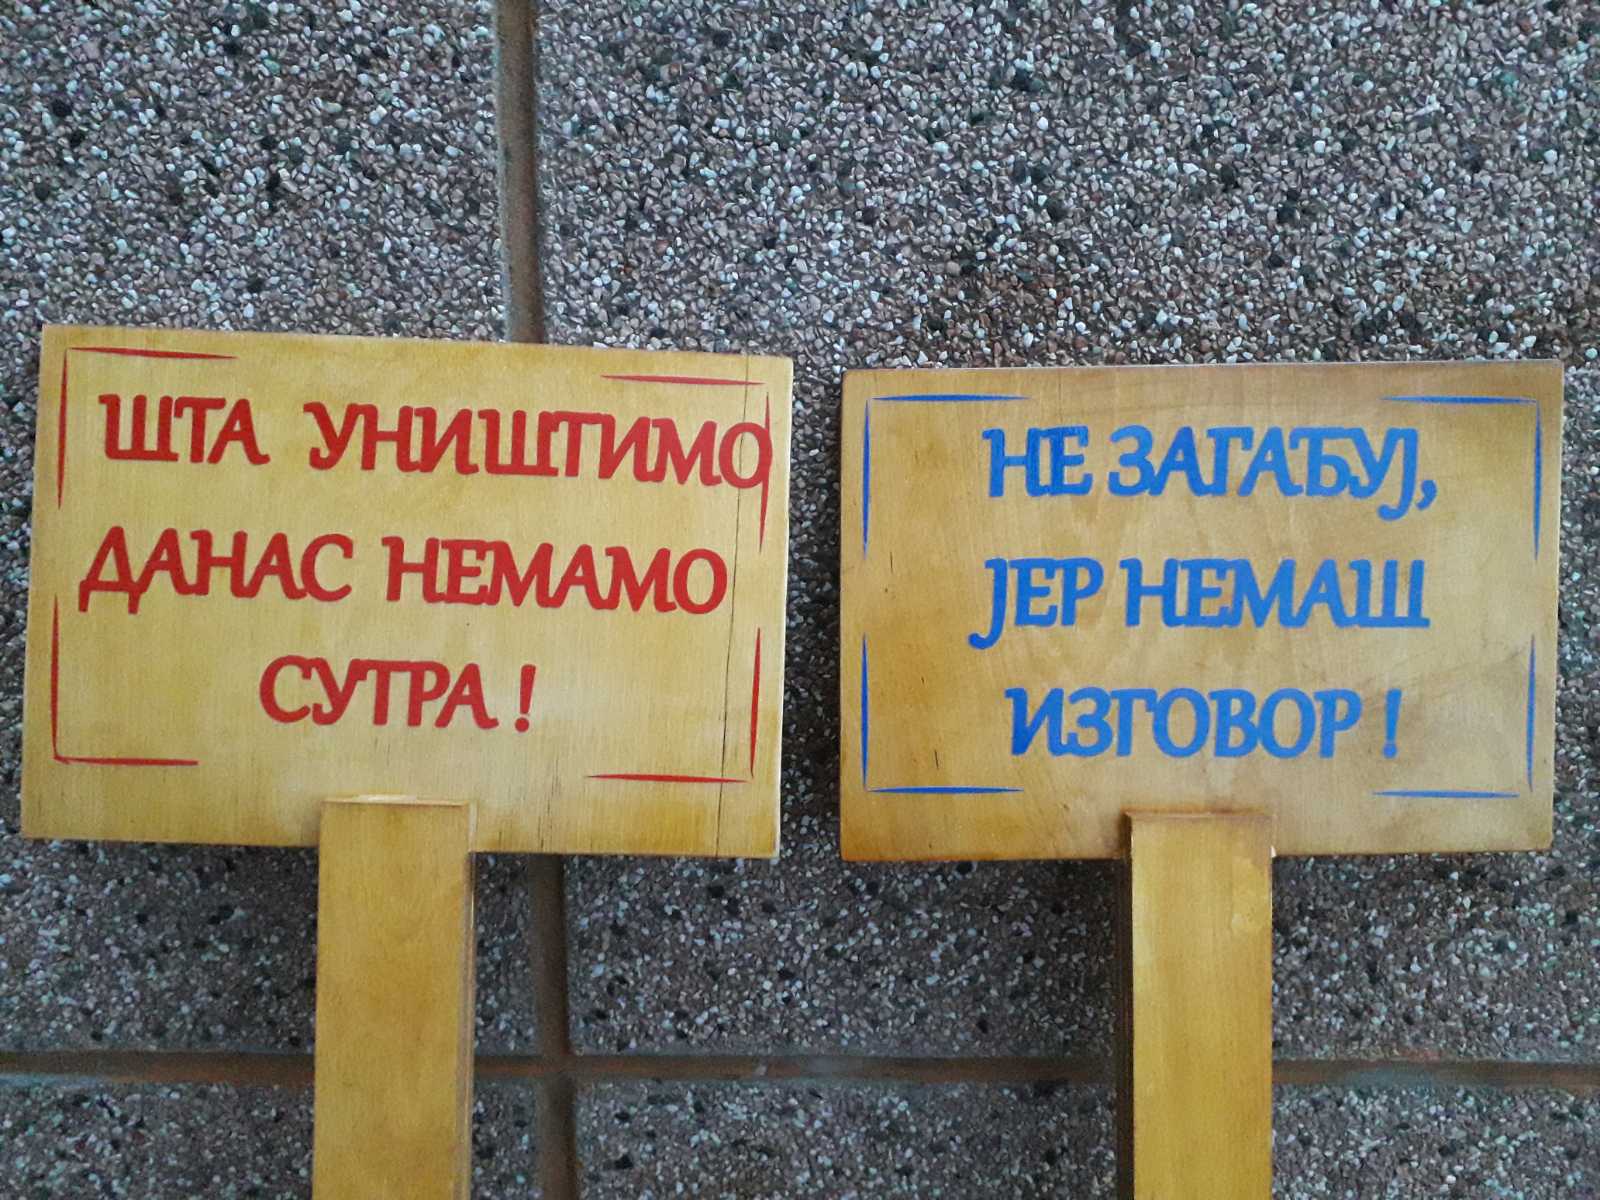 ШТА УНИШТИМО
ДАНАС НЕМАМО
СУТРА !
НЕ ЗАГАЂУЈ,
ЈЕР НЕМАШ
ИЗГОВОР !